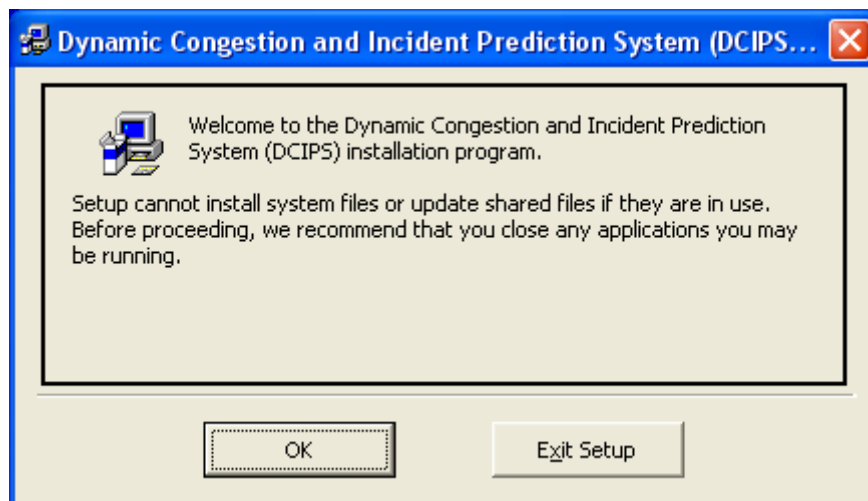 Dynamic Congestion and Incident Prediction System (DCIPS...
Welcome to the Dynamic Congestion and Incident Prediction
System (DCIPS) installation program.
Setup cannot install system files or update shared files if they are in use.
Before proceeding, we recommend that you close any applications you may
be running.
OK
Exit Setup